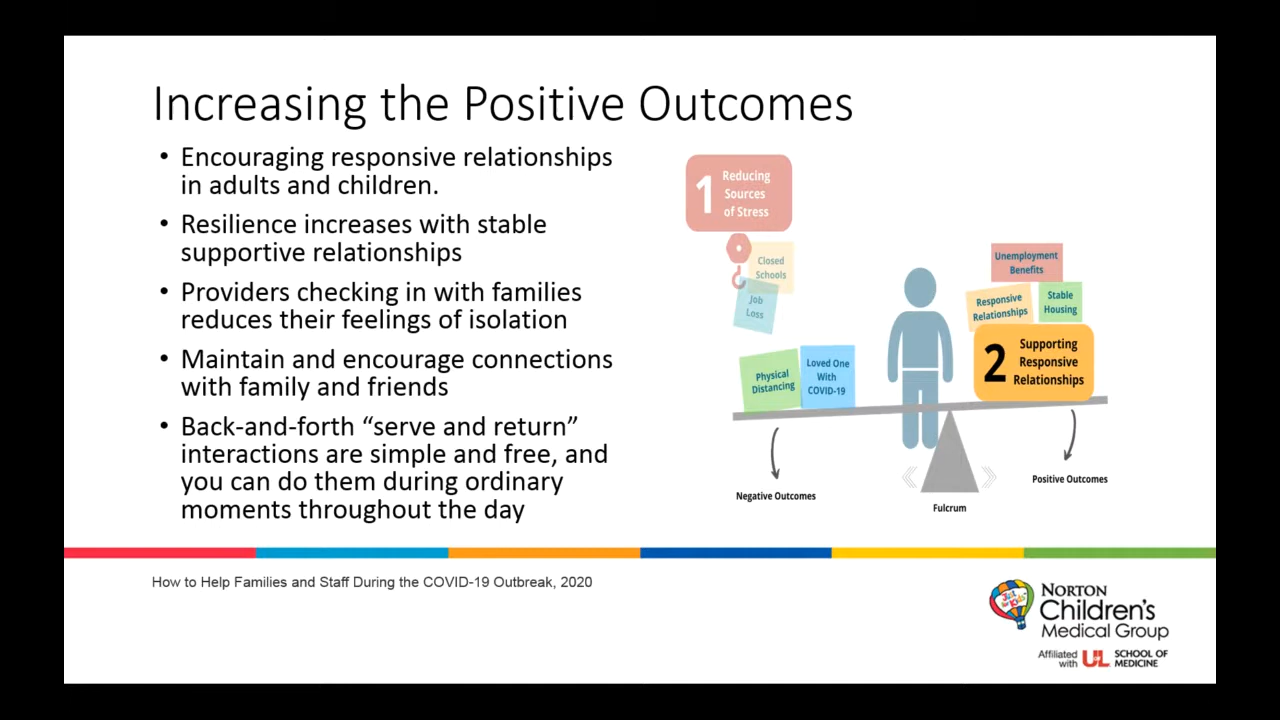 Increasing the Positive Outcomes
• Encouraging responsive relationships
in adults and children.
• Resilience increases with stable
supportive relationships
• Providers checking in with families
reduces their feelings of isolation
• Maintain and encourage connections
with family and friends
• Back-and-forth “serve and return”
interactions are simple and free, and
you can do them during ordinary
moments throughout the day
1
Reducing
Sources
of Stress
Closed
Schools
Job
Loss
Physical
Distancing
Loved One
With
COVID-19
Unemployment
Benefits
Responsive
Relationships
Stable
Housing
2
Supporting
Responsive
Relationships
Negative Outcomes
Fulcrum
Positive Outcomes
How to Help Families and Staff During the COVID-19 Outbreak, 2020
Just
for Kids
NORTON
Children's
Medical Group
Affiliated
with
UL
SCHOOL OF
MEDICINE